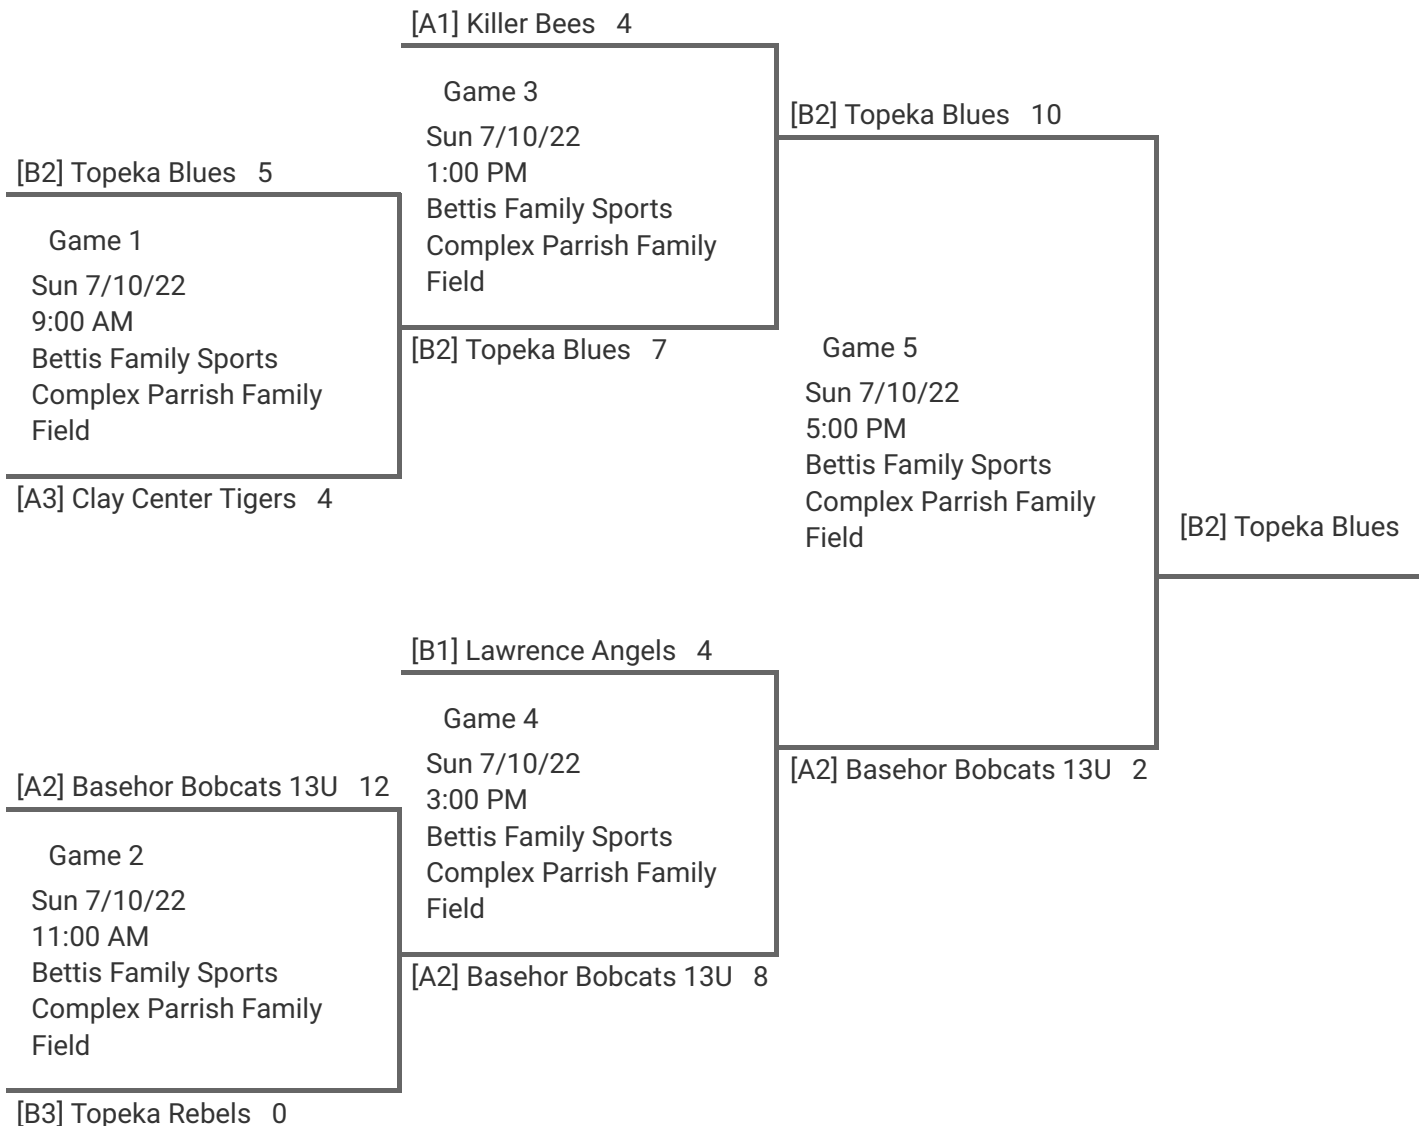 [A1] Killer Bees 4
Game 3
Sun 7/10/22
1:00 PM
Bettis Family Sports
Complex Parrish Family
Field
[B2] Topeka Blues 7
[B2] Topeka Blues 5
Game 1
Sun 7/10/22
9:00 AM
Bettis Family Sports
Complex Parrish Family
Field
[A3] Clay Center Tigers 4
[B2] Topeka Blues 10
Game 5
Sun 7/10/22
5:00 PM
Bettis Family Sports
Complex Parrish Family
Field
[A2] Basehor Bobcats 13U 2
[B2] Topeka Blues
[B1] Lawrence Angels 4
Game 4
Sun 7/10/22
3:00 PM
Bettis Family Sports
Complex Parrish Family
Field
[A2] Basehor Bobcats 13U 8
[A2] Basehor Bobcats 13U 12
Game 2
Sun 7/10/22
11:00 AM
Bettis Family Sports
Complex Parrish Family
Field
[B3] Topeka Rebels 0